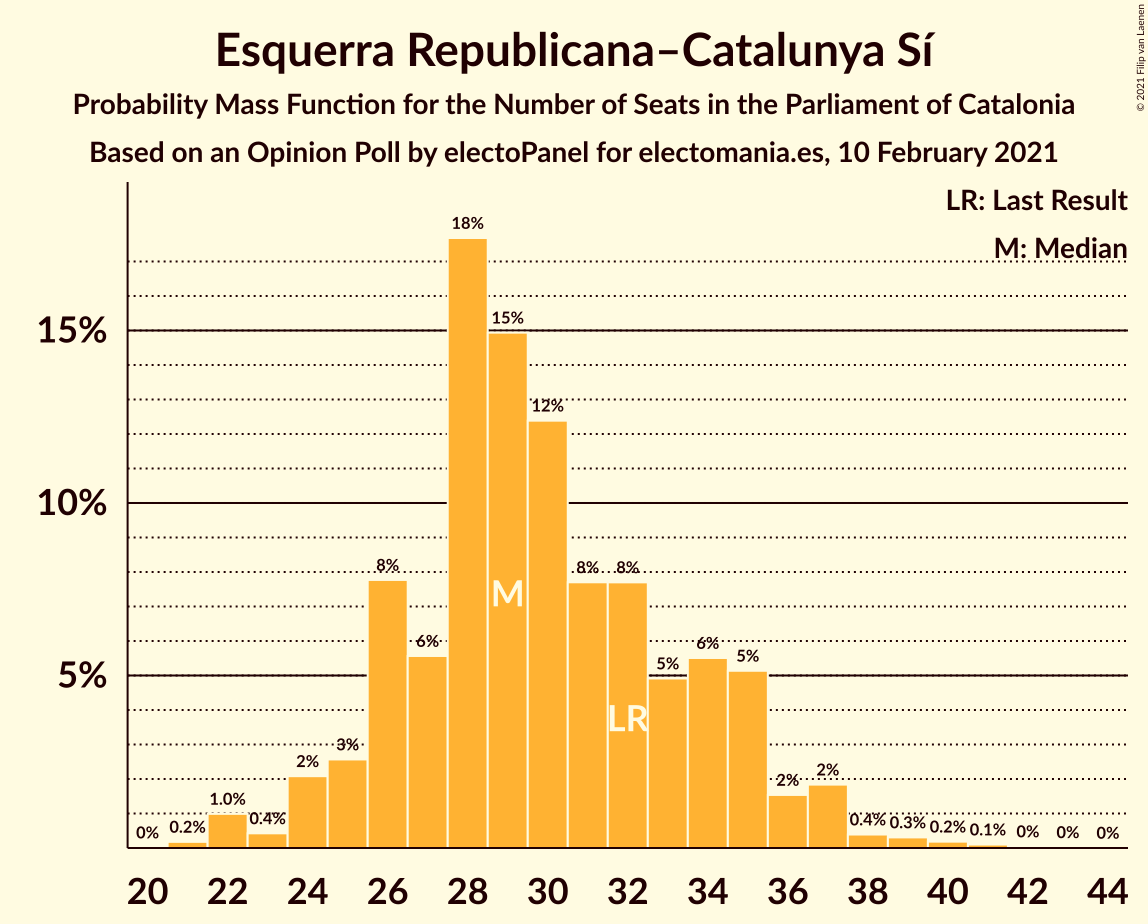 © 2021 Filip van Laenen
Esquerra Republicana–Catalunya Sí
Probability Mass Function for the Number of Seats in the Parliament of Catalonia
Based on an Opinion Poll by electoPanel for electomania.es, 10 February 2021
LR: Last Result
M: Median
15%
10%
5%
0% 0.2% 1.0% 0.4% 2% 3% 8% 6% 18% 15% 12% 8% 8% 5% 6% 5% 2% 2% 0.4% 0.3% 0.2% 0.1% 0% 0% 0%
M
LR
20 22 24 26 28 30 32 34 36 38 40 42 44